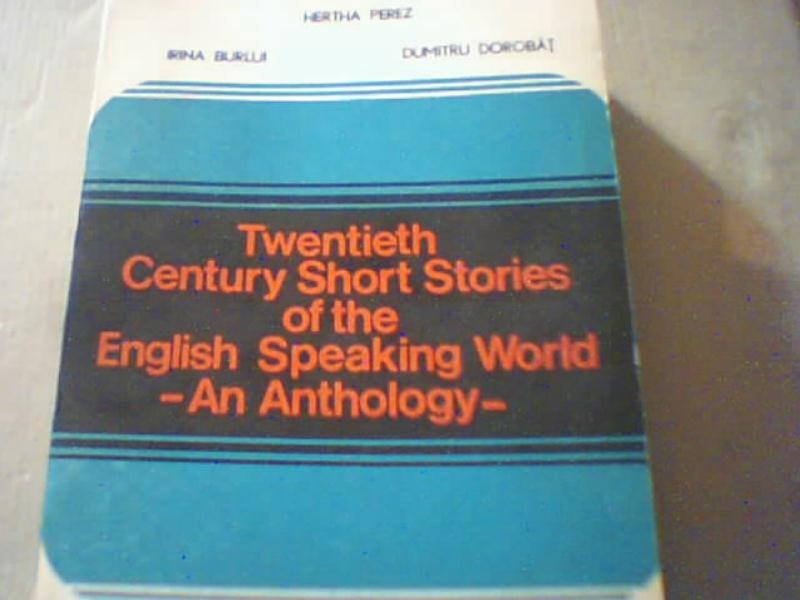 HERTHA PEREZ
IRINA BURLUI DUMITRU DOROBĂȚ
Twentieth
Century Short Stories
of the
English Speaking World
-An Anthology-